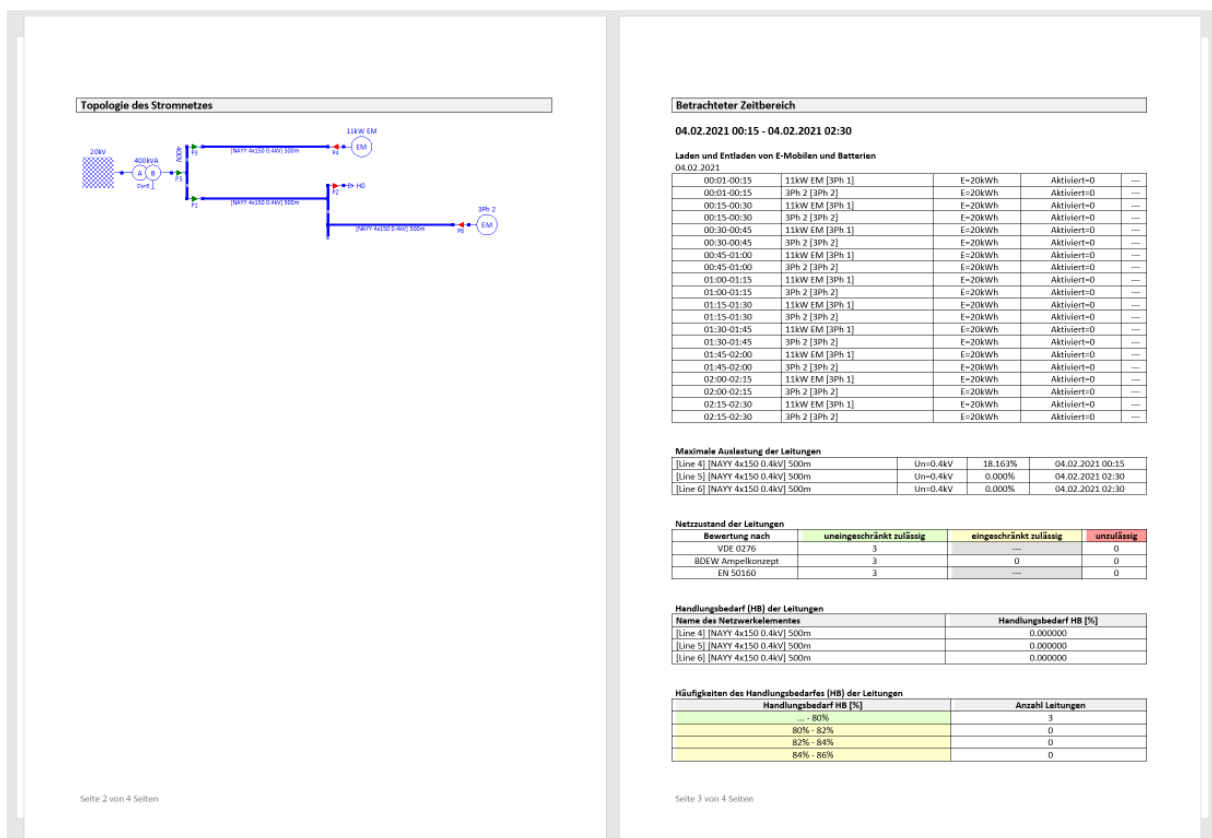 Topologie des Stromnetzes
11kW EM
20kV
400kVA
400V
P3
[NAYY 4x150 0.4kV] 500m
P4
EM
A B
P5
Dyn5
P2
H0
P1
[NAYY 4x150 0.4kV] 500m
3Ph 2
[NAYY 4x150 0.4kV] 500m
P6
EM
Seite 2 von 4 Seiten
Betrachteter Zeitbereich
04.02.2021 00:15 - 04.02.2021 02:30
Laden und Entladen von E-Mobilen und Batterien
04.02.2021
00:01-00:15 11kW EM [3Ph 1] E=20kWh Aktiviert=0 ---
00:01-00:15 3Ph 2 [3Ph 2] E=20kWh Aktiviert=0 ---
00:15-00:30 11kW EM [3Ph 1] E=20kWh Aktiviert=0 ---
00:15-00:30 3Ph 2 [3Ph 2] E=20kWh Aktiviert=0 ---
00:30-00:45 11kW EM [3Ph 1] E=20kWh Aktiviert=0 ---
00:30-00:45 3Ph 2 [3Ph 2] E=20kWh Aktiviert=0 ---
00:45-01:00 11kW EM [3Ph 1] E=20kWh Aktiviert=0 ---
00:45-01:00 3Ph 2 [3Ph 2] E=20kWh Aktiviert=0 ---
01:00-01:15 11kW EM [3Ph 1] E=20kWh Aktiviert=0 ---
01:00-01:15 3Ph 2 [3Ph 2] E=20kWh Aktiviert=0 ---
01:15-01:30 11kW EM [3Ph 1] E=20kWh Aktiviert=0 ---
01:15-01:30 3Ph 2 [3Ph 2] E=20kWh Aktiviert=0 ---
01:30-01:45 11kW EM [3Ph 1] E=20kWh Aktiviert=0 ---
01:30-01:45 3Ph 2 [3Ph 2] E=20kWh Aktiviert=0 ---
01:45-02:00 11kW EM [3Ph 1] E=20kWh Aktiviert=0 ---
01:45-02:00 3Ph 2 [3Ph 2] E=20kWh Aktiviert=0 ---
02:00-02:15 11kW EM [3Ph 1] E=20kWh Aktiviert=0 ---
02:00-02:15 3Ph 2 [3Ph 2] E=20kWh Aktiviert=0 ---
02:15-02:30 11kW EM [3Ph 1] E=20kWh Aktiviert=0 ---
02:15-02:30 3Ph 2 [3Ph 2] E=20kWh Aktiviert=0 ---
Maximale Auslastung der Leitungen
[Line 4] [NAYY 4x150 0.4kV] 500m Un=0.4kV 18.163% 04.02.2021 00:15
[Line 5] [NAYY 4x150 0.4kV] 500m Un=0.4kV 0.000% 04.02.2021 02:30
[Line 6] [NAYY 4x150 0.4kV] 500m Un=0.4kV 0.000% 04.02.2021 02:30
Netzzustand der Leitungen
Bewertung nach uneingeschränkt zulässig eingeschränkt zulässig unzulässig
VDE 0276 3 --- 0
BDEW Ampelkonzept 3 0 0
EN 50160 3 --- 0
Handlungsbedarf (HB) der Leitungen
Name des Netzwerkelementes Handlungsbedarf HB [%]
[Line 4] [NAYY 4x150 0.4kV] 500m 0.000000
[Line 5] [NAYY 4x150 0.4kV] 500m 0.000000
[Line 6] [NAYY 4x150 0.4kV] 500m 0.000000
Häufigkeiten des Handlungsbedarfes (HB) der Leitungen
Handlungsbedarf HB [%] Anzahl Leitungen
... - 80% 3
80% - 82% 0
82% - 84% 0
84% - 86% 0
Seite 3 von 4 Seiten